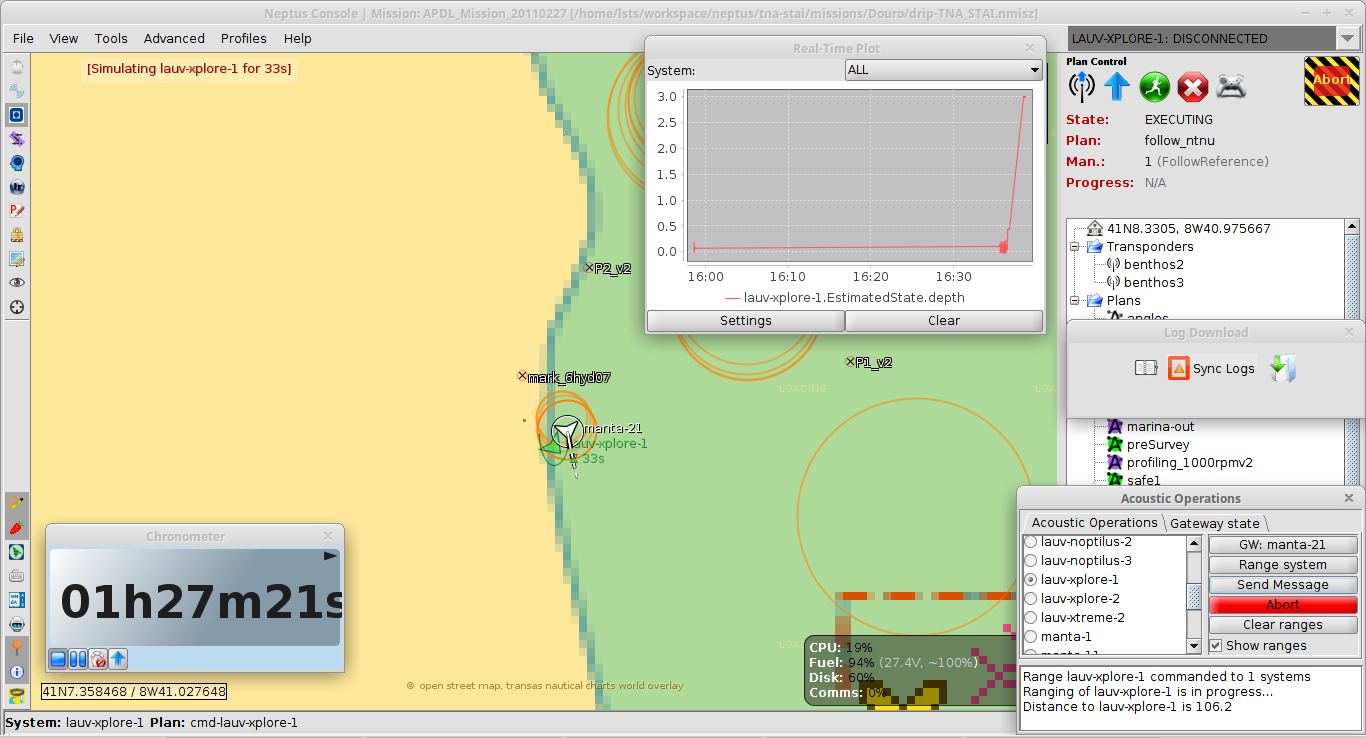 Neptus Console | Mission: APDL_Mission_20110227 [/home/lsts/workspace/neptus/tna-stai/missions/Douro/drip-TNA_STAI.nmisz]
File View Tools Advanced Profiles Help
LAUV-XPLORE-1: DISCONNECTED
[Simulating lauv-xplore-1 for 33s]
Real-Time Plot
System: ALL
3.0
2.5
2.0
1.5
1.0
0.5
0.0
16:00 16:10 16:20 16:30
lauv-xplore-1.EstimatedState.depth
Settings Clear
Plan Control
Abort
State: EXECUTING
Plan: follow_ntnu
Man.: 1 (FollowReference)
Progress: N/A
41N8.3305, 8W40.975667
Transponders
benthos2
benthos3
Plans
angles
Log Download
Sync Logs
marina-out
preSurvey
profiling_1000rpmv2
safe1
P2_v2
P1_v2
LOADING
mark_6hyd07
manta-21
lauv-xplore-1
33s
Chronometer
01h27m21s
41N7.358468 / 8W41.027648
© open street map, transas nautical charts world overlay
CPU: 19%
Fuel: 94% (27.4V, ~100%)
Disk: 60%
Comms: 0%
Acoustic Operations
Acoustic Operations Gateway state
lauv-noptilus-2
lauv-noptilus-3
lauv-xplore-1
lauv-xplore-2
lauv-xtreme-2
manta-1
manta-11
GW: manta-21
Range system
Send Message
Abort
Clear ranges
Show ranges
Range lauv-xplore-1 commanded to 1 systems
Ranging of lauv-xplore-1 is in progress...
Distance to lauv-xplore-1 is 106.2
System: lauv-xplore-1 Plan: cmd-lauv-xplore-1